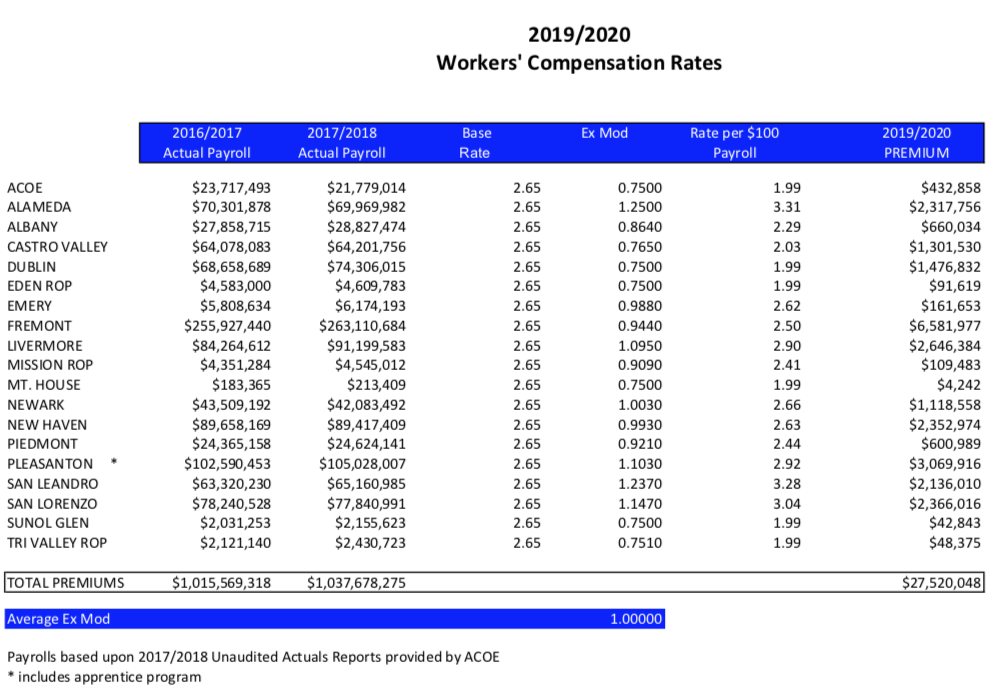 2019/2020
Workers' Compensation Rates
2016/2017 2017/2018 Base Ex Mod Rate per $100 2019/2020
Actual Payroll Actual Payroll Rate Payroll PREMIUM
ACOE $23,717,493 $21,779,014 2.65 0.7500 1.99 $432,858
ALAMEDA $70,301,878 $69,969,982 2.65 1.2500 3.31 $2,317,756
ALBANY $27,858,715 $28,827,474 2.65 0.8640 2.29 $660,034
CASTRO VALLEY $64,078,083 $64,201,756 2.65 0.7650 2.03 $1,301,530
DUBLIN $68,658,689 $74,306,015 2.65 0.7500 1.99 $1,476,832
EDEN ROP $4,583,000 $4,609,783 2.65 0.7500 1.99 $91,619
EMERY $5,808,634 $6,174,193 2.65 0.9880 2.62 $161,653
FREMONT $255,927,440 $263,110,684 2.65 0.9440 2.50 $6,581,977
LIVERMORE $84,264,612 $91,199,583 2.65 1.0950 2.90 $2,646,384
MISSION ROP $4,351,284 $4,545,012 2.65 0.9090 2.41 $109,483
MT. HOUSE $183,365 $213,409 2.65 0.7500 1.99 $4,242
NEWARK $43,509,192 $42,083,492 2.65 1.0030 2.66 $1,118,558
NEW HAVEN $89,658,169 $89,417,409 2.65 0.9930 2.63 $2,352,974
PIEDMONT $24,365,158 $24,624,141 2.65 0.9210 2.44 $600,989
PLEASANTON * $102,590,453 $105,028,007 2.65 1.1030 2.92 $3,069,916
SAN LEANDRO $63,320,230 $65,160,985 2.65 1.2370 3.28 $2,136,010
SAN LORENZO $78,240,528 $77,840,991 2.65 1.1470 3.04 $2,366,016
SUNOL GLEN $2,031,253 $2,155,623 2.65 0.7500 1.99 $42,843
TRI VALLEY ROP $2,121,140 $2,430,723 2.65 0.7510 1.99 $48,375
TOTAL PREMIUMS $1,015,569,318 $1,037,678,275 $27,520,048
Average Ex Mod 1.00000
Payrolls based upon 2017/2018 Unaudited Actuals Reports provided by ACOE
* includes apprentice program